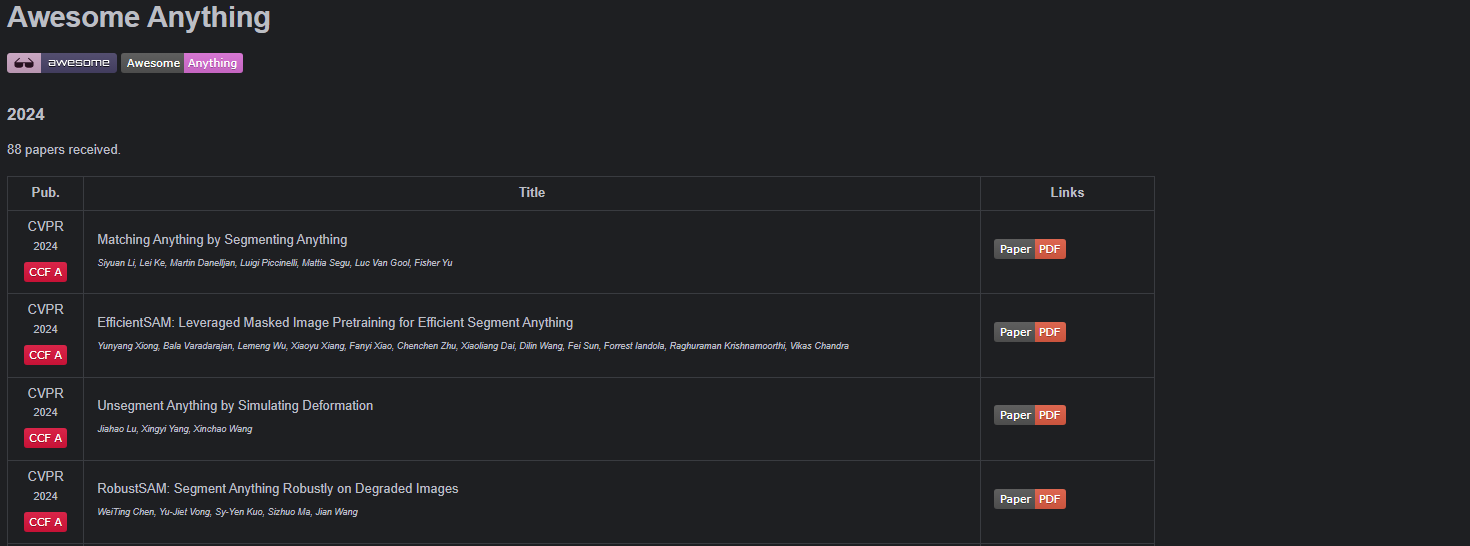 Awesome Anything
awesome Awesome Anything
2024
88 papers received.
Pub. Title Links
CVPR
2024
CCF A
Matching Anything by Segmenting Anything
Siyuan Li, Lei Ke, Martin Danelljan, Luigi Piccinelli, Mattia Segu, Luc Van Gool, Fisher Yu
Paper PDF
CVPR
2024
CCF A
EfficientSAM: Leveraged Masked Image Pretraining for Efficient Segment Anything
Yunyang Xiong, Bala Varadarajan, Lemeng Wu, Xiaoyu Xiang, Fanyi Xiao, Chenchen Zhu, Xiaoliang Dai, Dilin Wang, Fei Sun, Forrest Iandola, Raghuraman Krishnamoorthi, Vikas Chandra
Paper PDF
CVPR
2024
CCF A
Unsegment Anything by Simulating Deformation
Jiahao Lu, Xingyi Yang, Xinchao Wang
Paper PDF
CVPR
2024
CCF A
RobustSAM: Segment Anything Robustly on Degraded Images
WeiTing Chen, Yu-Jiet Vong, Sy-Yen Kuo, Sizhuo Ma, Jian Wang
Paper PDF